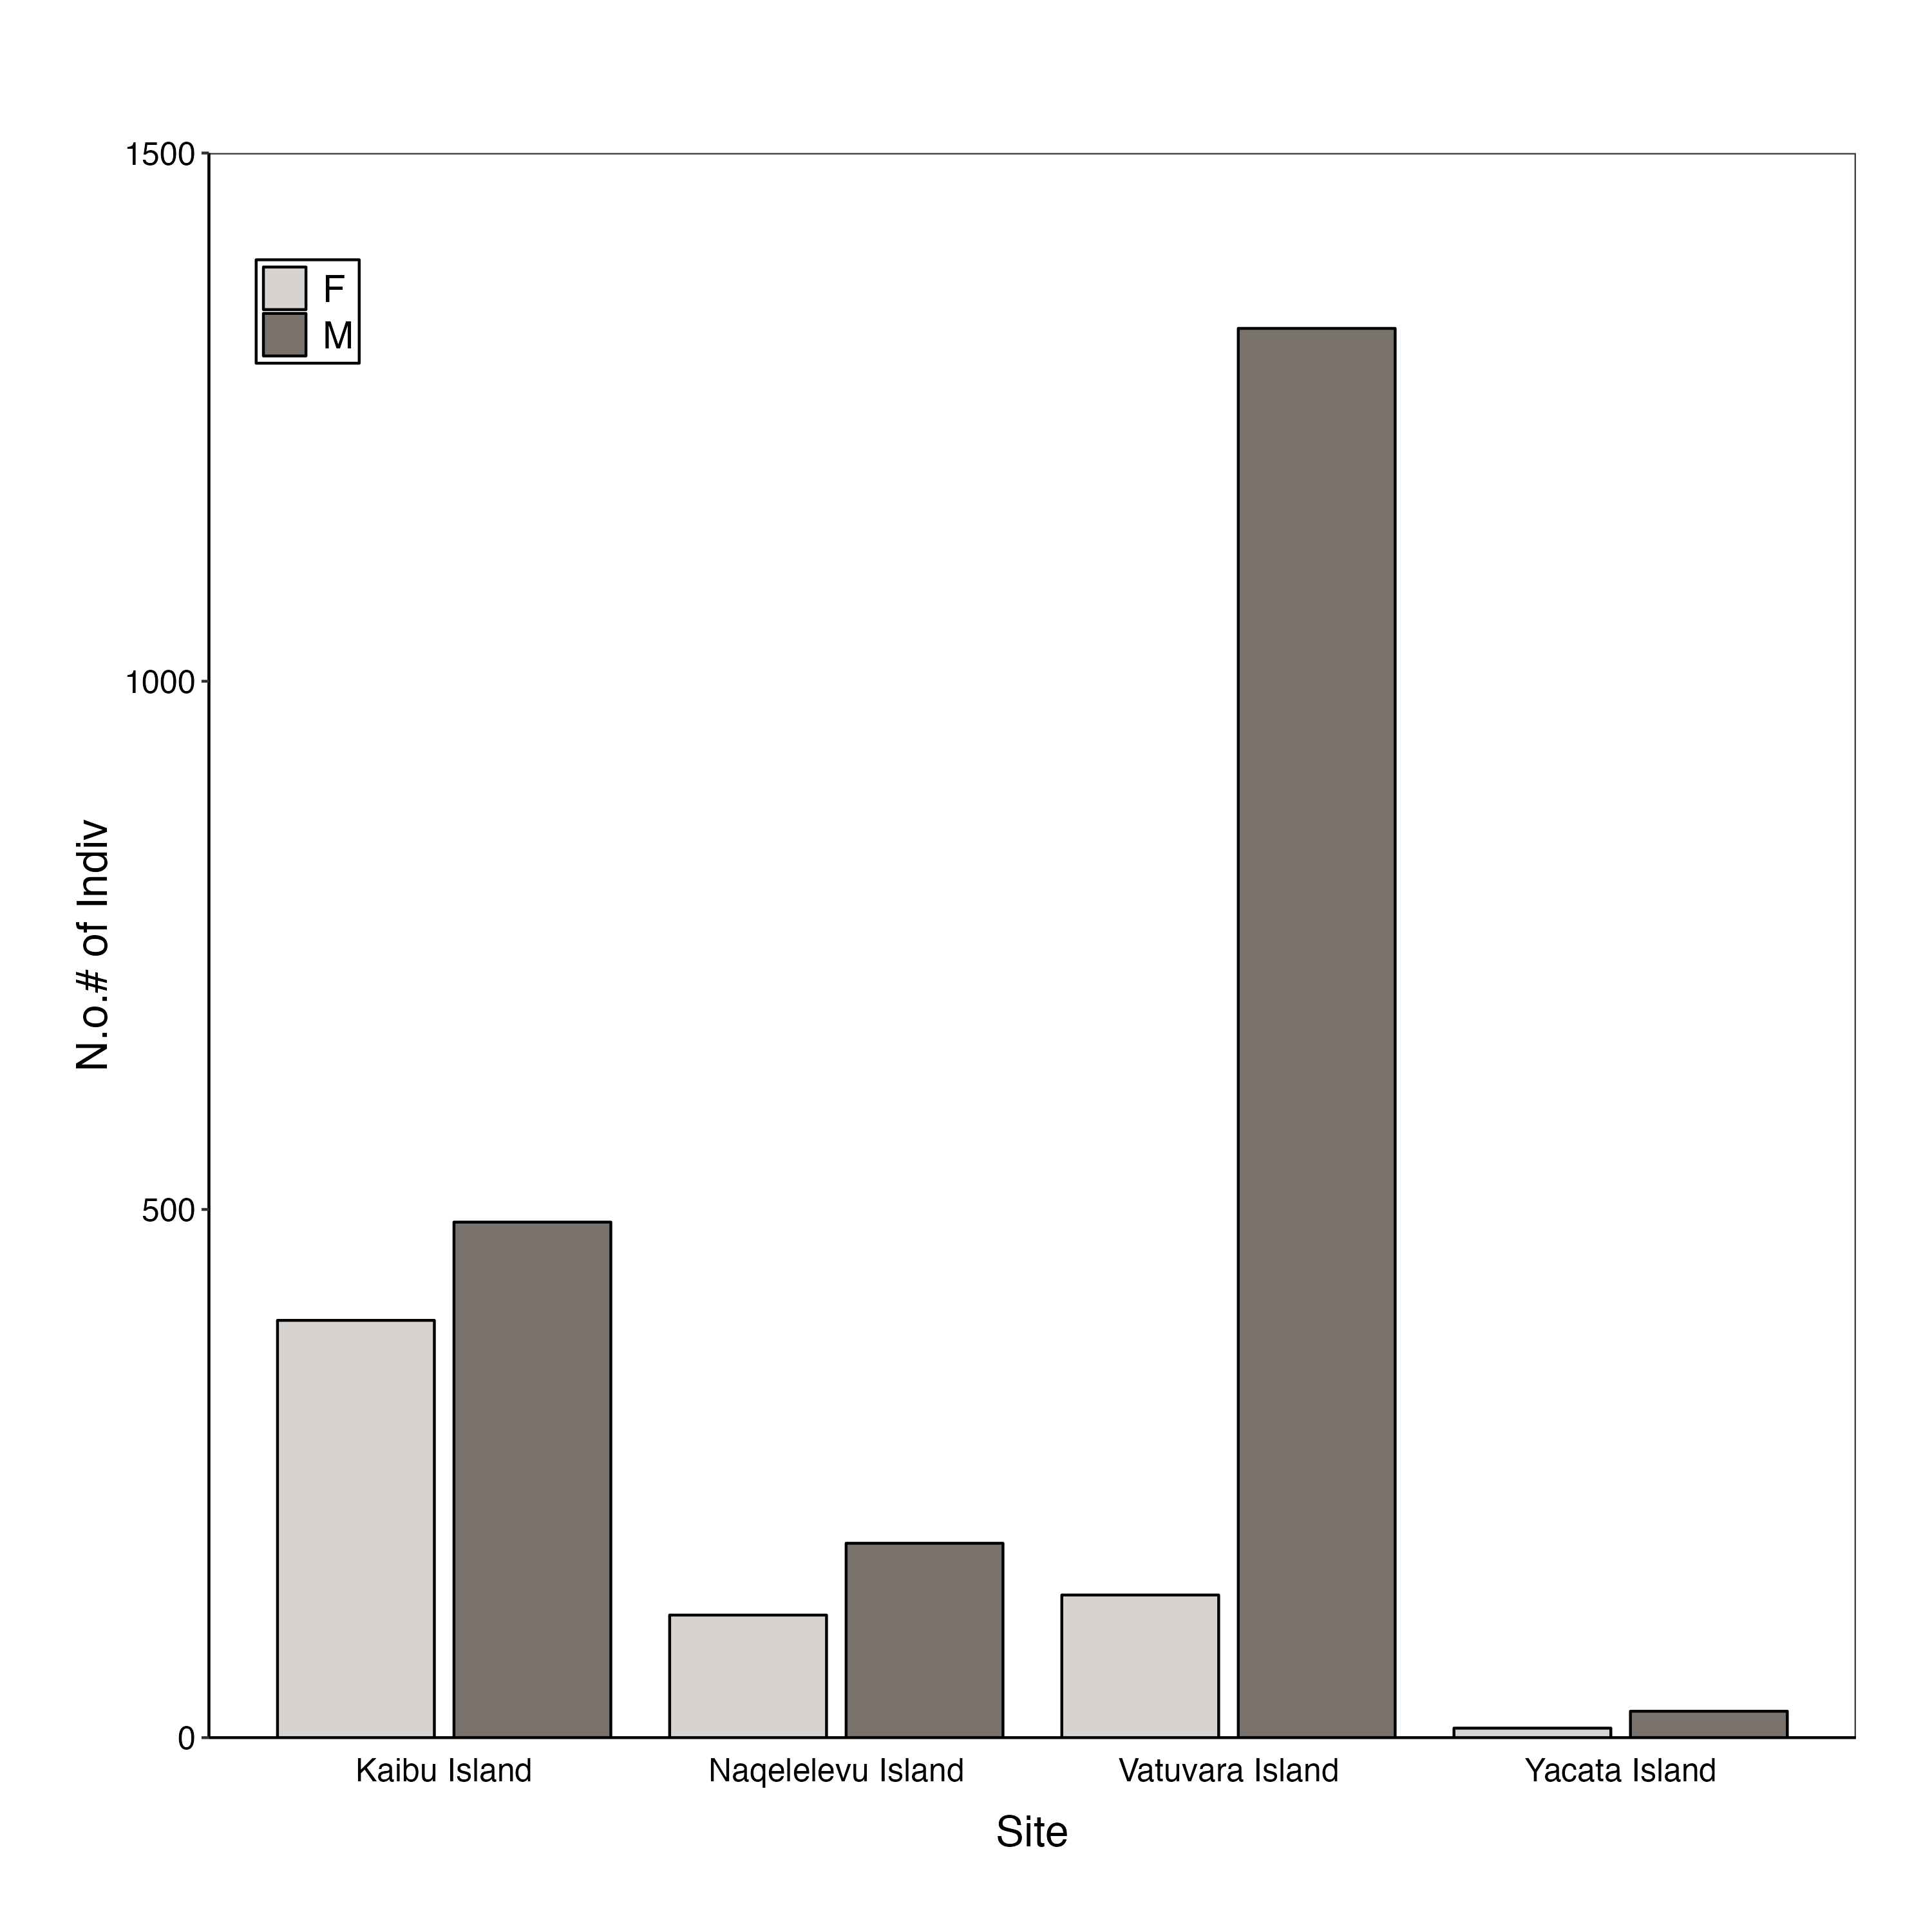 1500
F
M
1000
500
0
N.o.# of Indiv
Kaibu Island
Naqelelevu Island
Vatuvara Island
Yacata Island
Site